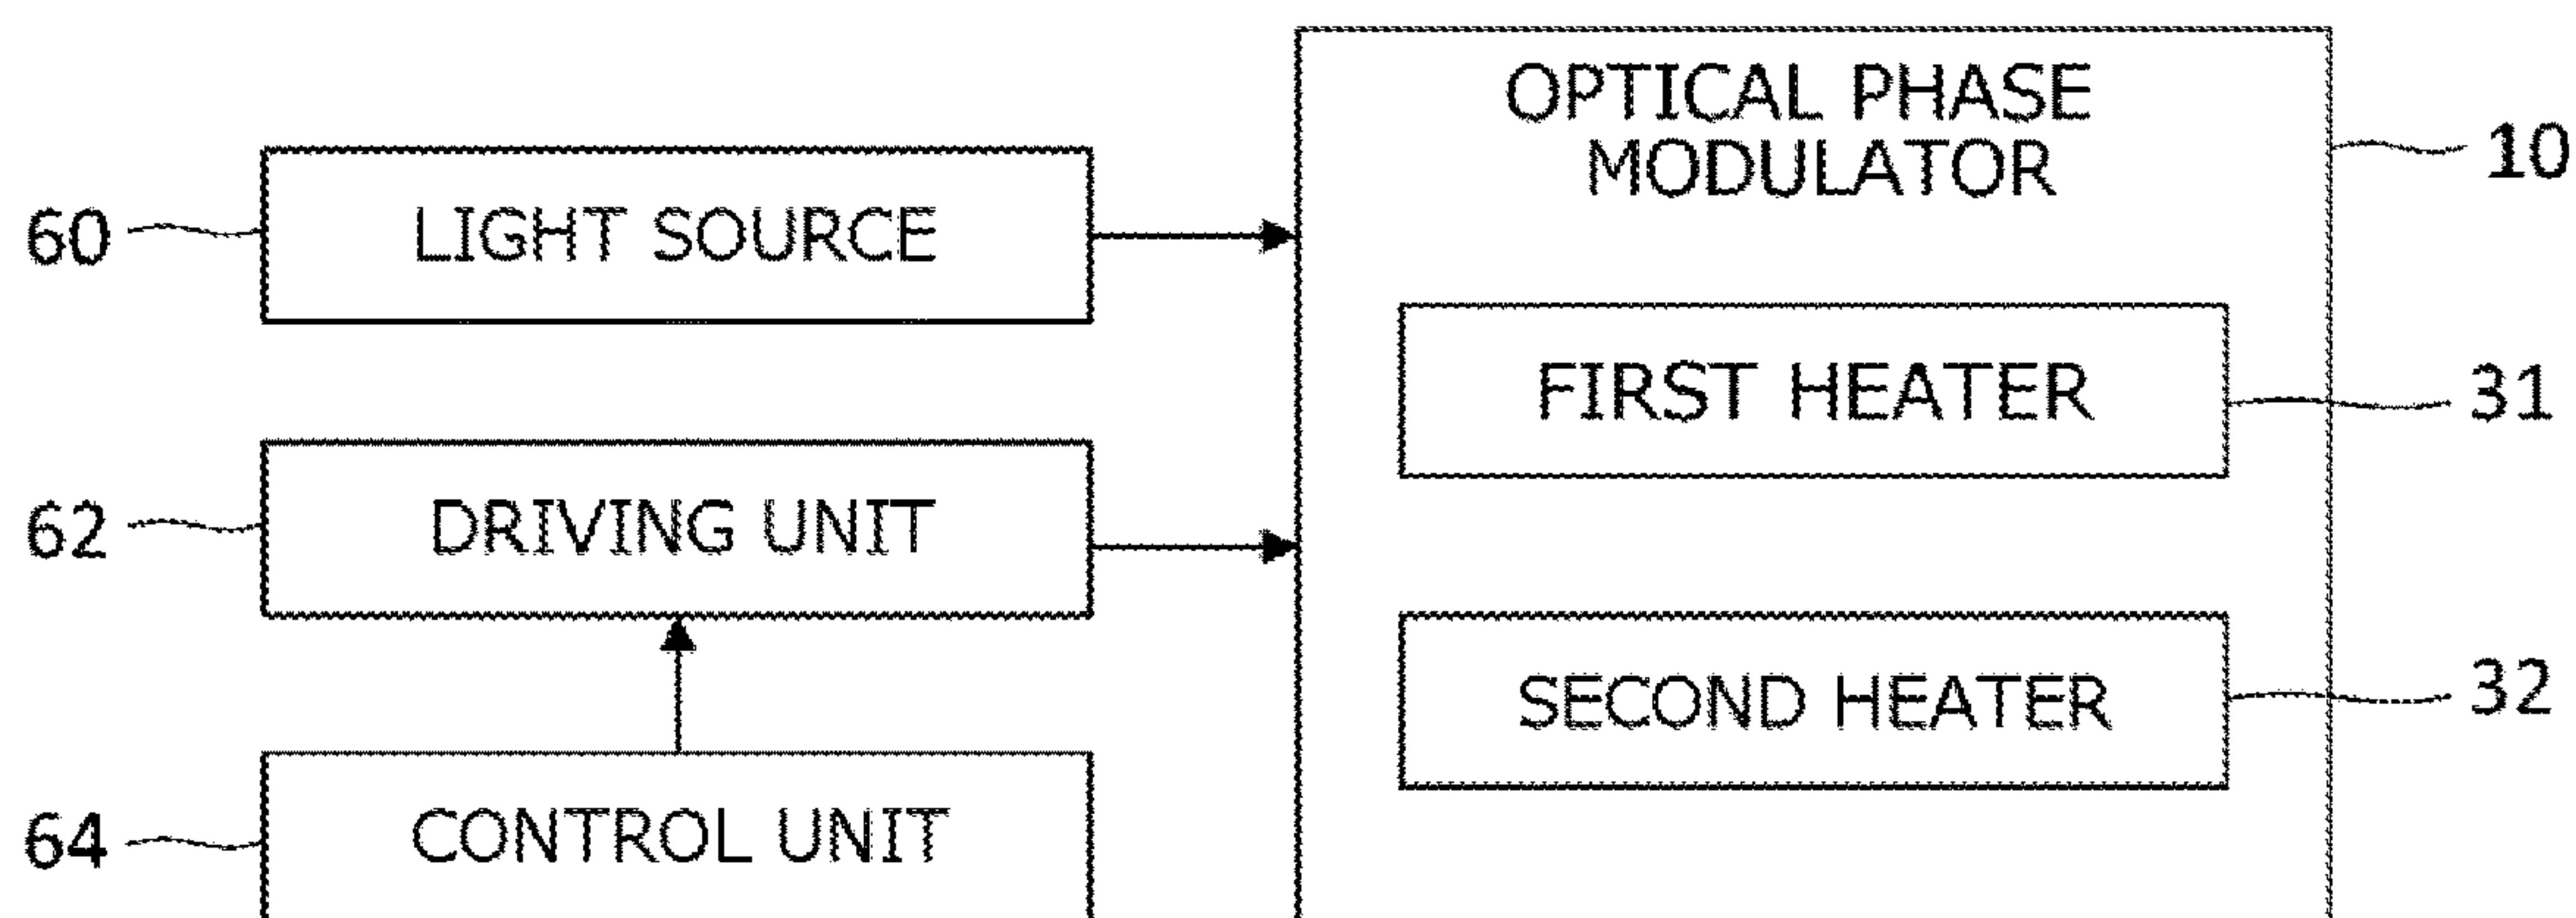 OPTICAL PHASE
MODULATOR
10
60
LIGHT SOURCE
FIRST HEATER
31
62
DRIVING UNIT
SECOND HEATER
32
64
CONTROL UNIT